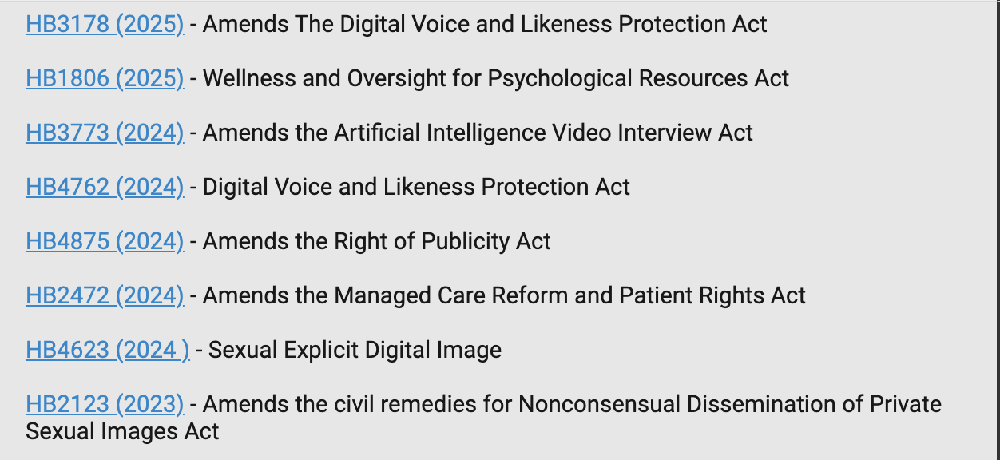 HB3178 (2025) - Amends The Digital Voice and Likeness Protection Act
HB1806 (2025) - Wellness and Oversight for Psychological Resources Act
HB3773 (2024) - Amends the Artificial Intelligence Video Interview Act
HB4762 (2024) - Digital Voice and Likeness Protection Act
HB4875 (2024) - Amends the Right of Publicity Act
HB2472 (2024) - Amends the Managed Care Reform and Patient Rights Act
HB4623 (2024 ) - Sexual Explicit Digital Image
HB2123 (2023) - Amends the civil remedies for Nonconsensual Dissemination of Private
Sexual Images Act